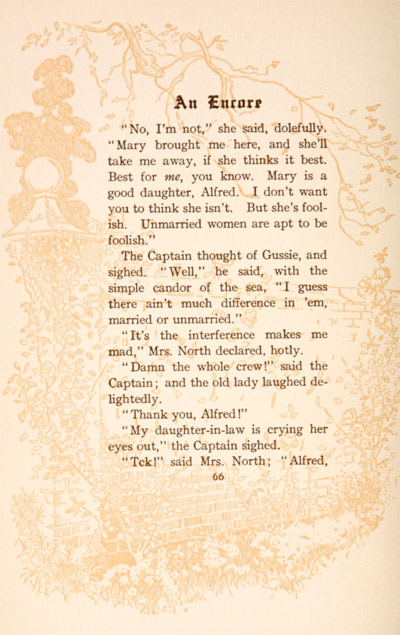 An Encore
"No, I'm not," she said, dolefully.
"Mary brought me here, and she'll
take me away, if she thinks it best.
Best for me, you know. Mary is a
good daughter, Alfred. I don't want
you to think she isn't. But she's fool-
ish. Unmarried women are apt to be
foolish."
The Captain thought of Gussie, and
sighed. "Well," he said, with the
simple candor of the sea, "I guess
there ain't much difference in 'em,
married or unmarried."
"It's the interference makes me
mad," Mrs. North declared, hotly.
"Damn the whole crew!" said the
Captain; and the old lady laughed de-
lightedly.
"Thank you, Alfred!"
"My daughter-in-law is crying her
eyes out," the Captain sighed.
"Tck!" said Mrs. North; "Alfred,
66